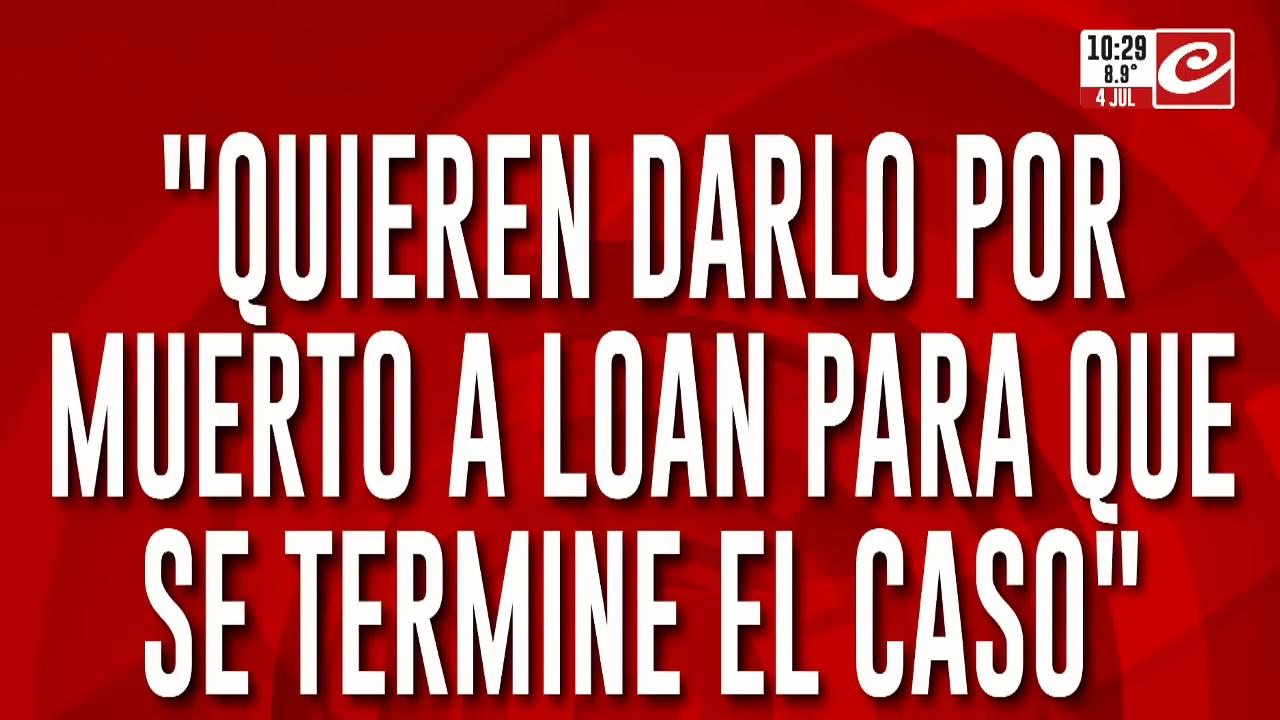 10:29
8.9°
4 JUL
"QUIEREN DARLO POR
MUERTO A LOAN PARA QUE
SE TERMINE EL CASO"